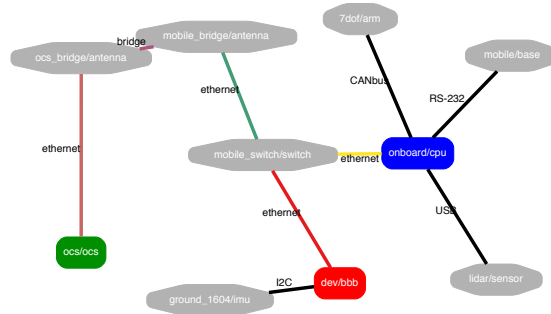 7dof/arm
mobile_bridge/antenna
bridge
ocs_bridge/antenna
mobile/base
CANbus
ethernet
RS-232
ethernet
mobile_switch/switch
ethernet
onboard/cpu
ethernet
USB
ocs/ocs
I2C
dev/bbb
lidar/sensor
ground_1604/imu